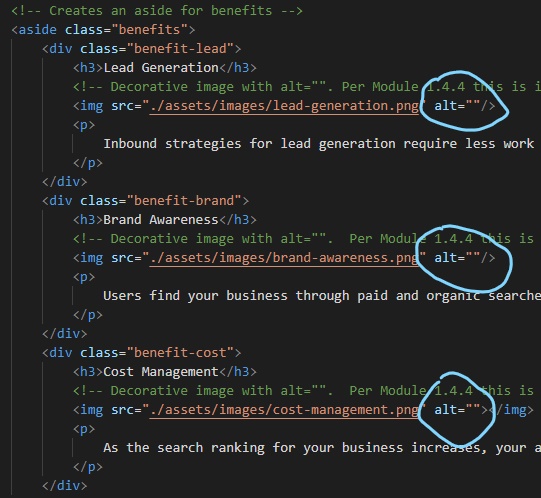 <!-- Creates an aside for benefits -->
<aside class="benefits">
<div class="benefit-lead">
<h3>Lead Generation</h3>
<!-- Decorative image with alt="". Per Module 1.4.4 this is i
<img src="./assets/images/lead-generation.png" alt=""/>
<p>
Inbound strategies for lead generation require less work
</p>
</div>
<div class="benefit-brand">
<h3>Brand Awareness</h3>
<!-- Decorative image with alt="".  Per Module 1.4.4 this is
<img src="./assets/images/brand-awareness.png" alt=""/>
<p>
Users find your business through paid and organic searche
</p>
</div>
<div class="benefit-cost">
<h3>Cost Management</h3>
<!-- Decorative image with alt="".  Per Module 1.4.4 this is
<img src="./assets/images/cost-management.png" alt=""></img>
<p>
As the search ranking for your business increases, your a
</p>
</div>